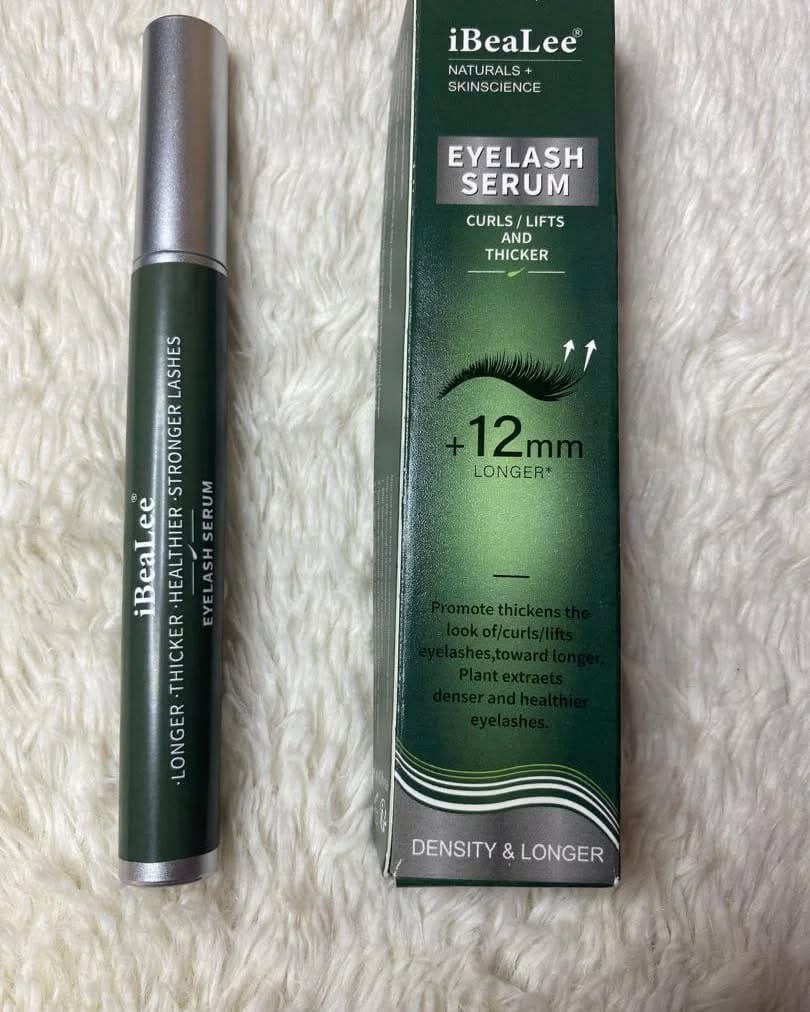 iBeaLee®
·LONGER ·THICKER ·HEALTHIER ·STRONGER LASHES
EYELASH SERUM
iBeaLee®
NATURALS +
SKINSCIENCE
EYELASH
SERUM
CURLS / LIFTS
AND
THICKER
+12mm
LONGER*
Promote thickens the
look of/curls/lifts
eyelashes,toward longer.
Plant extraets
denser and healthier
eyelashes.
DENSITY & LONGER